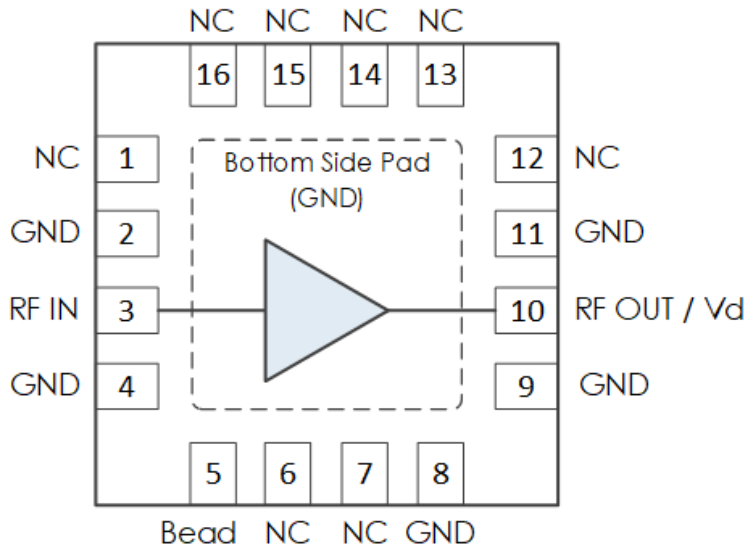 NC NC NC NC
16 15 14 13
NC 1 Bottom Side Pad 12 NC
(GND)
GND 2 11 GND
RF IN 3 10 RF OUT / Vd
GND 4 9 GND
5 6 7 8
Bead NC NC GND